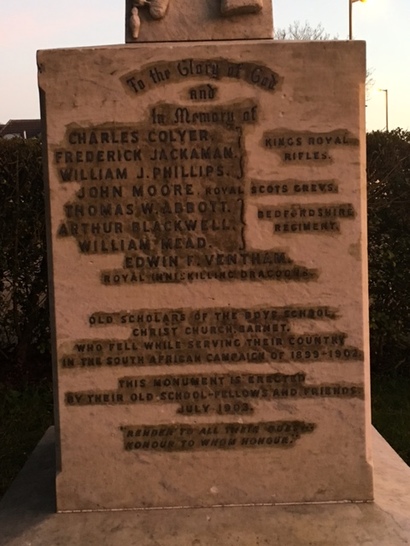 To the Glory of God
and
In Memory of
CHARLES COLYER.
FREDERICK JACKAMAN.
WILLIAM J. PHILLIPS.
KINGS ROYAL
RIFLES.
JOHN MOORE, ROYAL SCOTS GREYS.
THOMAS W. ABBOTT.
ARTHUR BLACKWELL.
WILLIAM MEAD.
BEDFORDSHIRE
REGIMENT.
EDWIN F. VENTHAM.
ROYAL INNISKILLING DRAGOONS.
OLD SCHOLARS OF THE BOYS SCHOOL,
CHRIST CHURCH, BARNET.
WHO FELL WHILE SERVING THEIR COUNTRY
IN THE SOUTH AFRICAN CAMPAIGN OF 1899-1902.
THIS MONUMENT IS ERECTED
BY THEIR OLD SCHOOL-FELLOWS AND FRIENDS
JULY 1903.
"RENDER TO ALL THEIR DUES
HONOUR TO WHOM HONOUR."